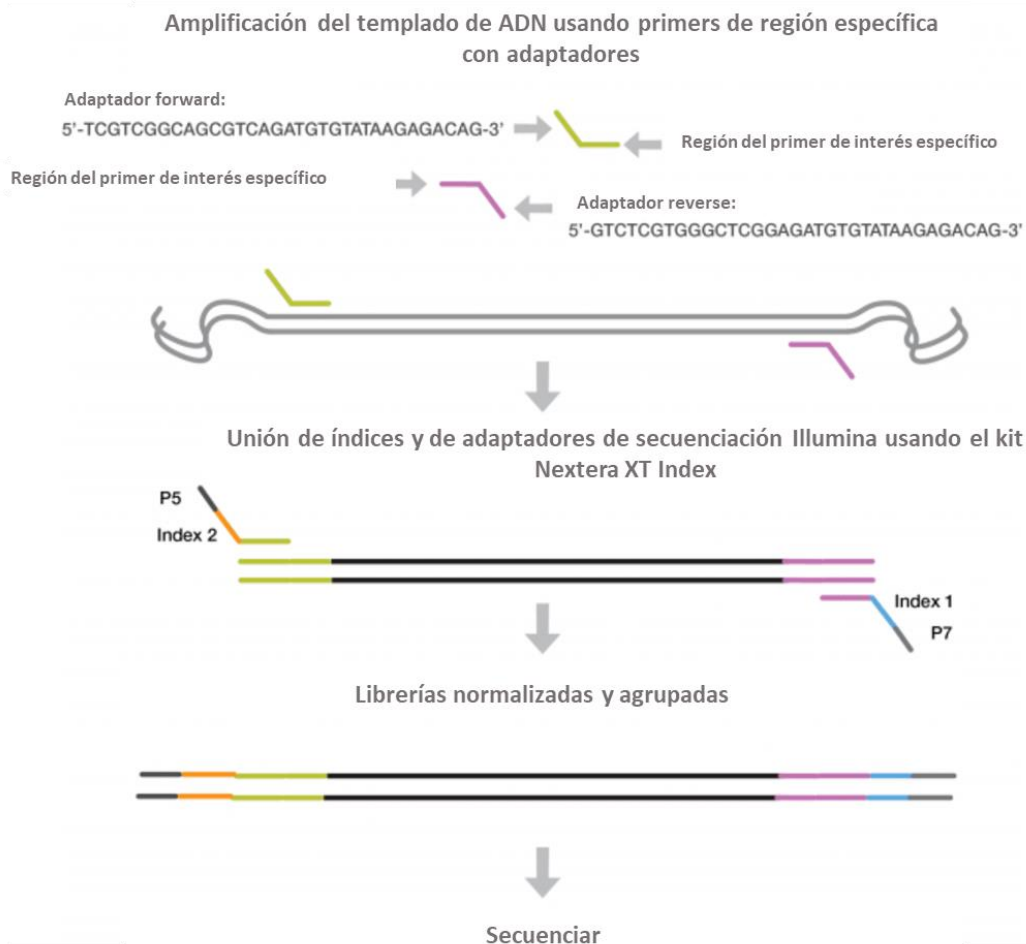 Amplificación del templado de ADN usando primers de región específica
con adaptadores
Adaptador forward:
5'-TCGTCGGCAGCGTCAGATGTGTATAAGAGACAG-3'
Región del primer de interés específico
Región del primer de interés específico
Adaptador reverse:
5'-GTCTCGTGGGCTCGGAGATGTGTATAAGAGACAG-3'
Unión de índices y de adaptadores de secuenciación Illumina usando el kit
Nextera XT Index
P5
Index 2
Index 1
P7
Librerías normalizadas y agrupadas
Secuenciar